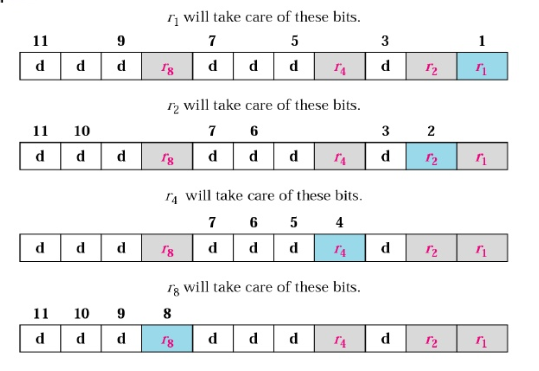 r1 will take care of these bits.
11 9 7 5 3 1
d d d r8 d d d r4 d r2 r1
r2 will take care of these bits.
11 10 7 6 3 2
d d d r8 d d d r4 d r2 r1
r4 will take care of these bits.
7 6 5 4
d d d r8 d d d r4 d r2 r1
r8 will take care of these bits.
11 10 9 8
d d d r8 d d d r4 d r2 r1